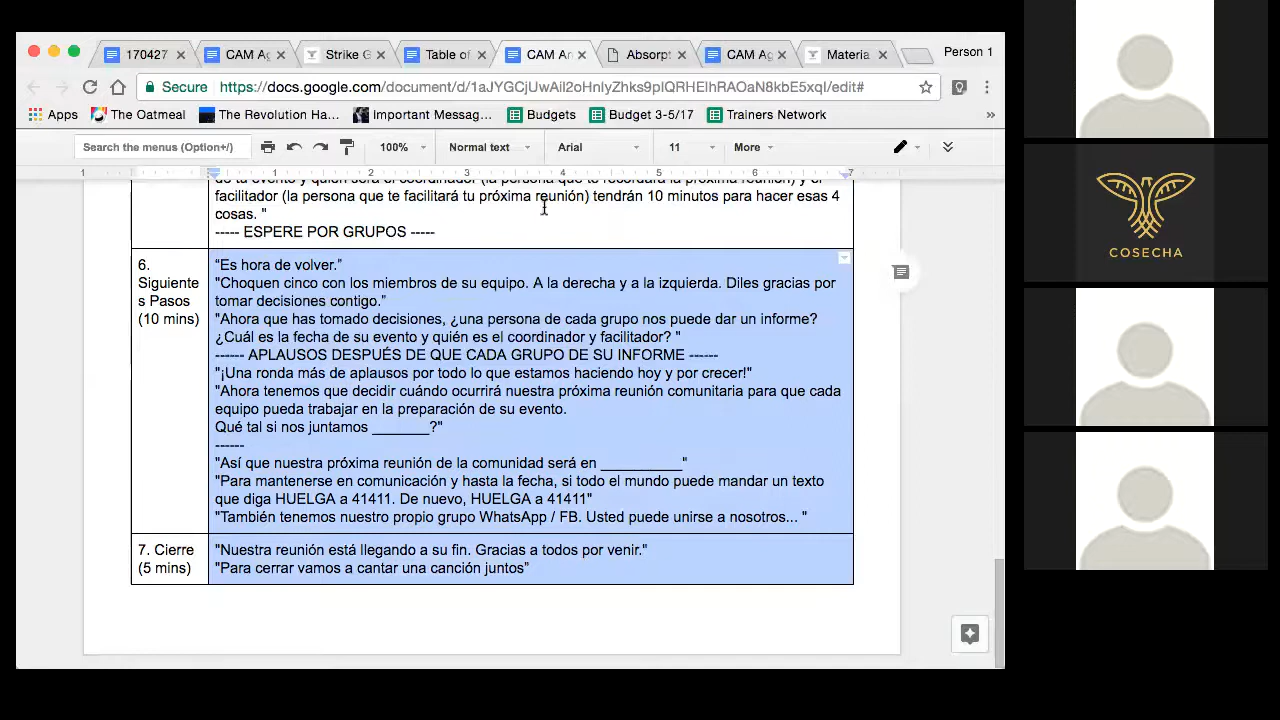 170427
CAM Ag
Strike G
Table of
CAM An
Absorpt
CAM Ag
Materia
Person 1
Secure
https://docs.google.com/document/d/1aJYGCjUwAil2oHnlyZhks9plQRHElhRAOaN8kbE5xqI/edit#
Apps
The Oatmeal
The Revolution Ha...
Important Messag...
Budgets
Budget 3-5/17
Trainers Network
»
Search the menus (Option+/)
100%
Normal text
Arial
11
More
1 1 2 3 4 5 6 7
facilitador (la persona que te facilitará tu próxima reunión) tendrán 10 minutos para hacer esas 4
cosas. "
----- ESPERE POR GRUPOS -----
6.
Siguiente
s Pasos
(10 mins)
“Es hora de volver.”
“Choquen cinco con los miembros de su equipo. A la derecha y a la izquierda. Diles gracias por
tomar decisiones contigo.”
"Ahora que has tomado decisiones, ¿una persona de cada grupo nos puede dar un informe?
¿Cuál es la fecha de su evento y quién es el coordinador y facilitador? "
------ APLAUSOS DESPUÉS DE QUE CADA GRUPO DE SU INFORME ------
"¡Una ronda más de aplausos por todo lo que estamos haciendo hoy y por crecer!"
"Ahora tenemos que decidir cuándo ocurrirá nuestra próxima reunión comunitaria para que cada
equipo pueda trabajar en la preparación de su evento.
Qué tal si nos juntamos _______?"
------
"Así que nuestra próxima reunión de la comunidad será en __________"
"Para mantenerse en comunicación y hasta la fecha, si todo el mundo puede mandar un texto
que diga HUELGA a 41411. De nuevo, HUELGA a 41411"
"También tenemos nuestro propio grupo WhatsApp / FB. Usted puede unirse a nosotros... "
7. Cierre
(5 mins)
"Nuestra reunión está llegando a su fin. Gracias a todos por venir."
"Para cerrar vamos a cantar una canción juntos”
COSECHA